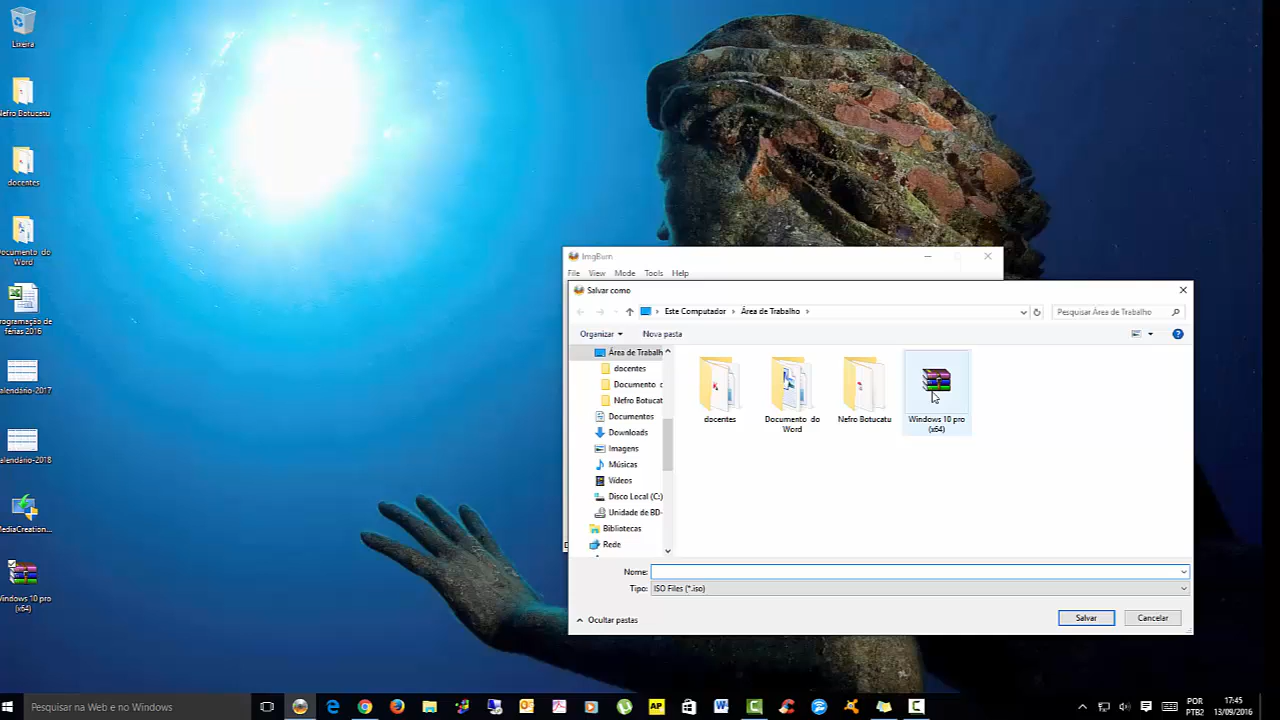 Lixeira
Nefro Botucatu
docentes
Documento do
Word
Programação de
férias 2016
calendário-2017
calendário-2018
MediaCreation...
Windows 10 pro
(x64)
ImgBurn
File View Mode Tools Help
Salvar como
Este Computador > Área de Trabalho >
Pesquisar Área de Trabalho
Organizar Nova pasta
Área de Trabalh
docentes
Documento d
Nefro Botucat
Documentos
Downloads
Imagens
Músicas
Vídeos
Disco Local (C:)
Unidade de BD-
Bibliotecas
Rede
docentes
Documento do
Word
Nefro Botucatu
Windows 10 pro
(x64)
Nome:
Tipo: ISO Files (*.iso)
Ocultar pastas
Salvar Cancelar
Pesquisar na Web e no Windows
AP
POR
PTB2
17:45
13/09/2016